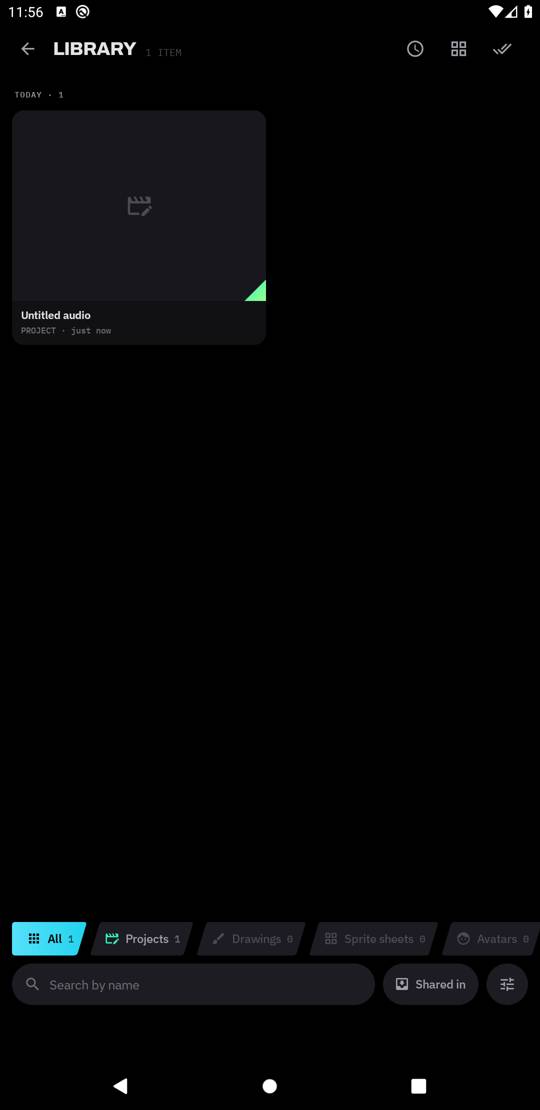 11:56
LIBRARY 1 ITEM
TODAY · 1
Untitled audio
PROJECT · just now
All 1 Projects 1 Drawings 0 Sprite sheets 0 Avatars 0
Search by name Shared in